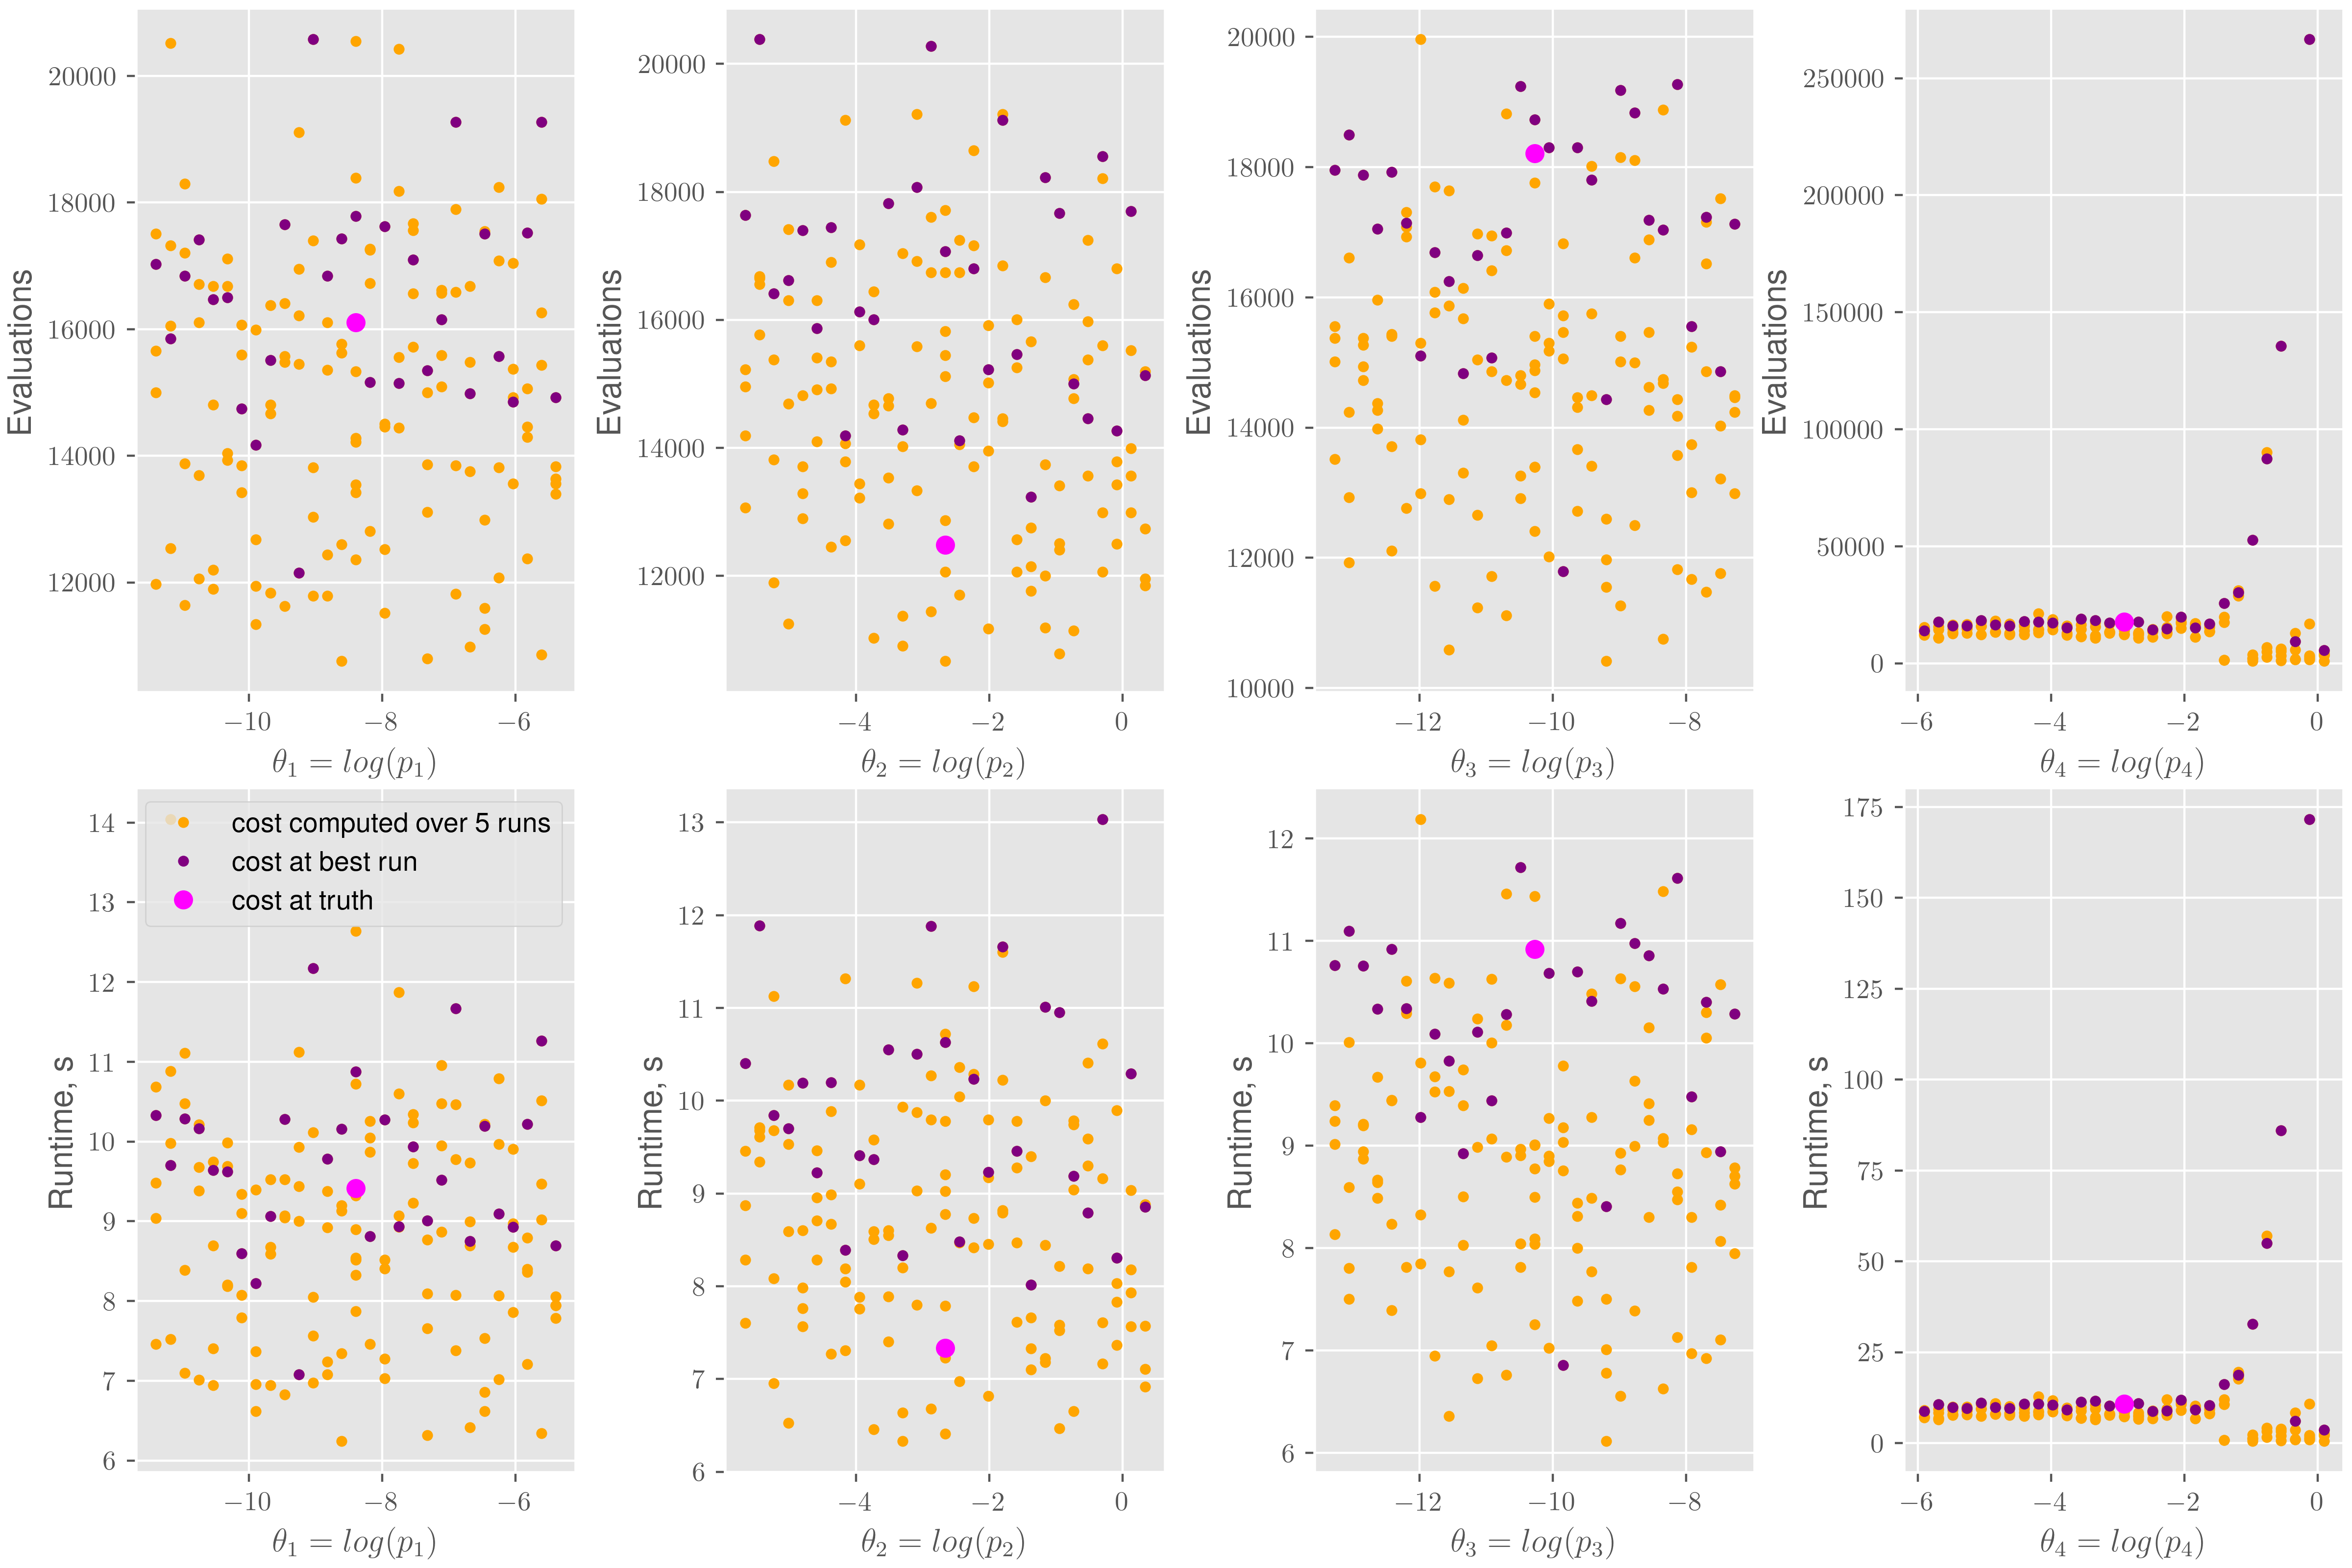 20000
18000
16000
14000
12000
Evaluations
−10 −8 −6
θ₁ = log(p₁)
20000
18000
16000
14000
12000
Evaluations
−4 −2 0
θ₂ = log(p₂)
20000
18000
16000
14000
12000
10000
Evaluations
−12 −10 −8
θ₃ = log(p₃)
250000
200000
150000
100000
50000
0
Evaluations
−6 −4 −2 0
θ₄ = log(p₄)
14
13
12
11
10
9
8
7
6
Runtime, s
cost computed over 5 runs
cost at best run
cost at truth
−10 −8 −6
θ₁ = log(p₁)
13
12
11
10
9
8
7
6
Runtime, s
−4 −2 0
θ₂ = log(p₂)
12
11
10
9
8
7
6
Runtime, s
−12 −10 −8
θ₃ = log(p₃)
175
150
125
100
75
50
25
0
Runtime, s
−6 −4 −2 0
θ₄ = log(p₄)